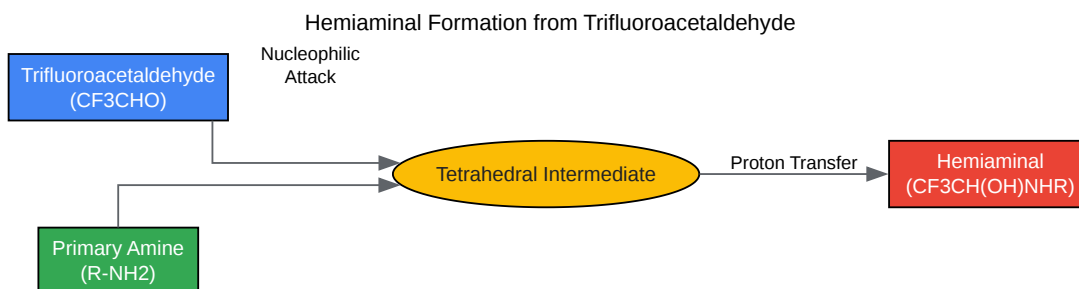 Hemiaminal Formation from Trifluoroacetaldehyde
Nucleophilic
Attack
Trifluoroacetaldehyde
(CF3CHO)
Tetrahedral Intermediate
Proton Transfer
Hemiaminal
(CF3CH(OH)NHR)
Primary Amine
(R-NH2)